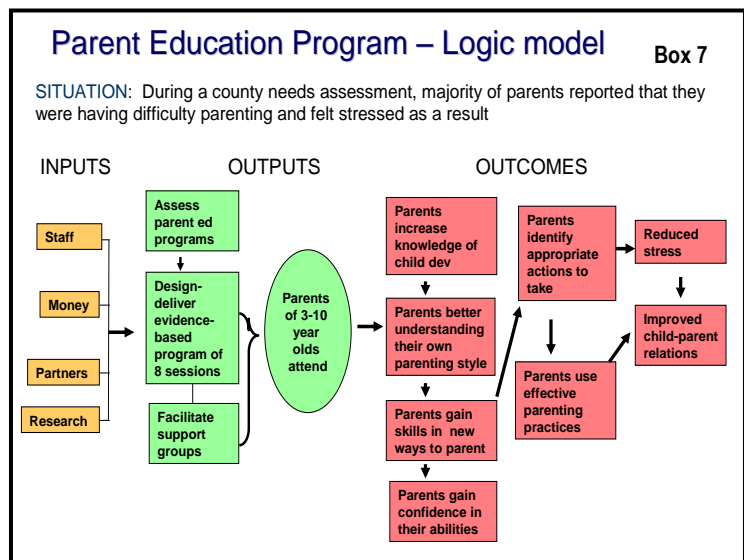 Parent Education Program – Logic model
Box 7
SITUATION: During a county needs assessment, majority of parents reported that they
were having difficulty parenting and felt stressed as a result
INPUTS
OUTPUTS
OUTCOMES
Staff
Money
Partners
Research
Assess
parent ed
programs
Design-
deliver
evidence-
based
program of
8 sessions
Facilitate
support
groups
Parents
of 3-10
year
olds
attend
Parents
increase
knowledge of
child dev
Parents better
understanding
their own
parenting style
Parents gain
skills in new
ways to parent
Parents gain
confidence in
their abilities
Parents
identify
appropriate
actions to
take
Parents use
effective
parenting
practices
Reduced
stress
Improved
child-parent
relations